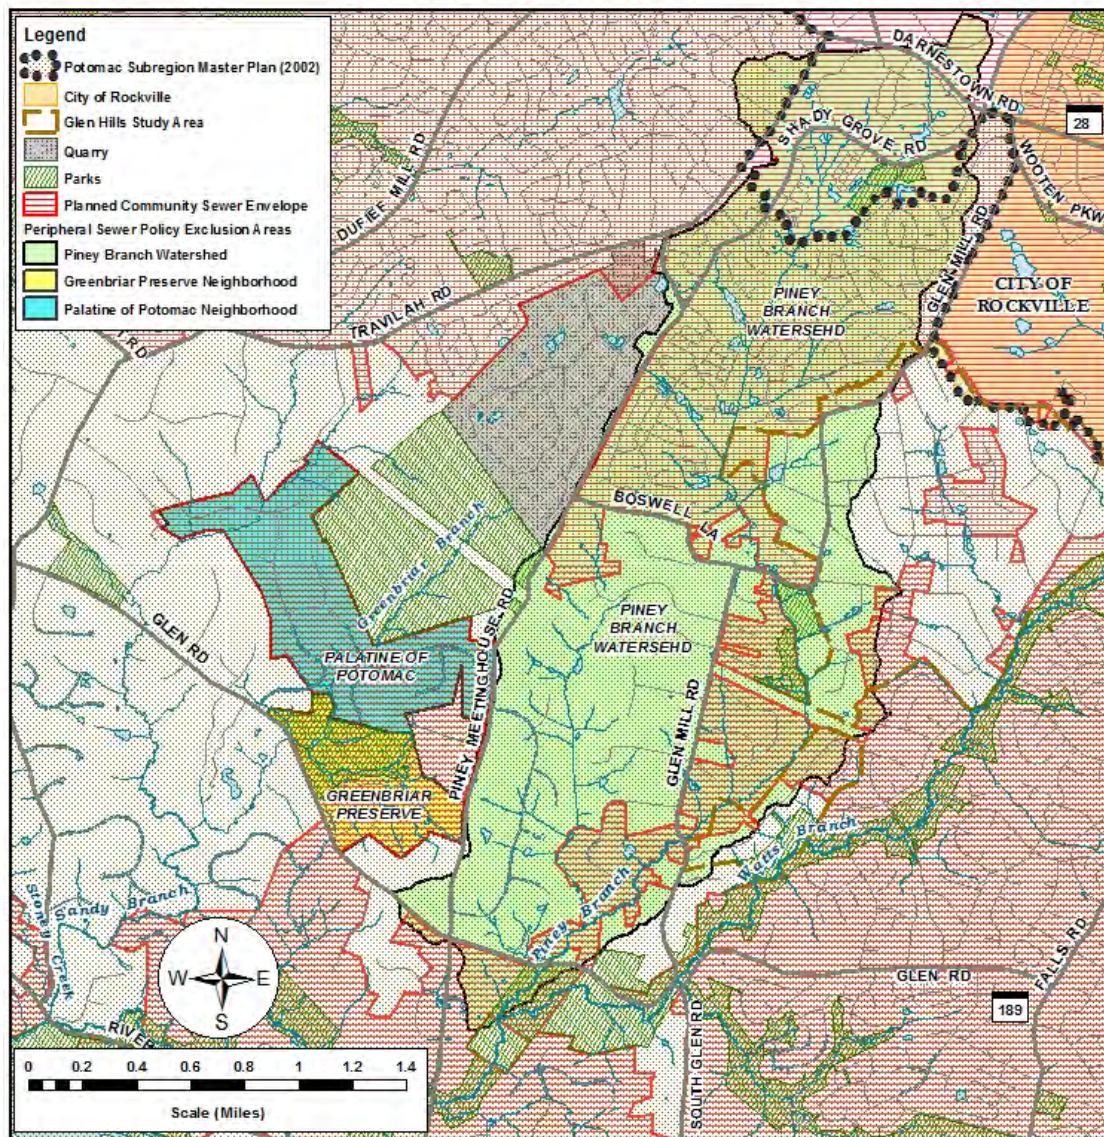 Legend
Potomac Subregion Master Plan (2002)
City of Rockville
Glen Hills Study Area
Quarry
Parks
Planned Community Sewer Envelope
Peripheral Sewer Policy Exclusion Areas
Piney Branch Watershed
Greenbriar Preserve Neighborhood
Palatine of Potomac Neighborhood
DARNESTOWN RD
28
SHADY GROVE RD
WOOTEN PKW
DUFIEF MILL RD
GLEN MILL RD
CITY OF
ROCKVILLE
PINEY
BRANCH
WATERSEHD
TRAVILAH RD
RD
BOSWELL LA
Greenbriar Branch
GLEN RD
PINEY
BRANCH
WATERSEHD
PALATINE OF
POTOMAC
PINEY MEETINGHOUSE RD
GLEN MILL RD
GREENBRIAR
PRESERVE
Watts Branch
Piney Branch
Sandy Branch
Stoney Creek
N
W E
S
GLEN RD
FALLS RD
189
SOUTH GLEN RD
RIVER
0 0.2 0.4 0.6 0.8 1 1.2 1.4
Scale (Miles)